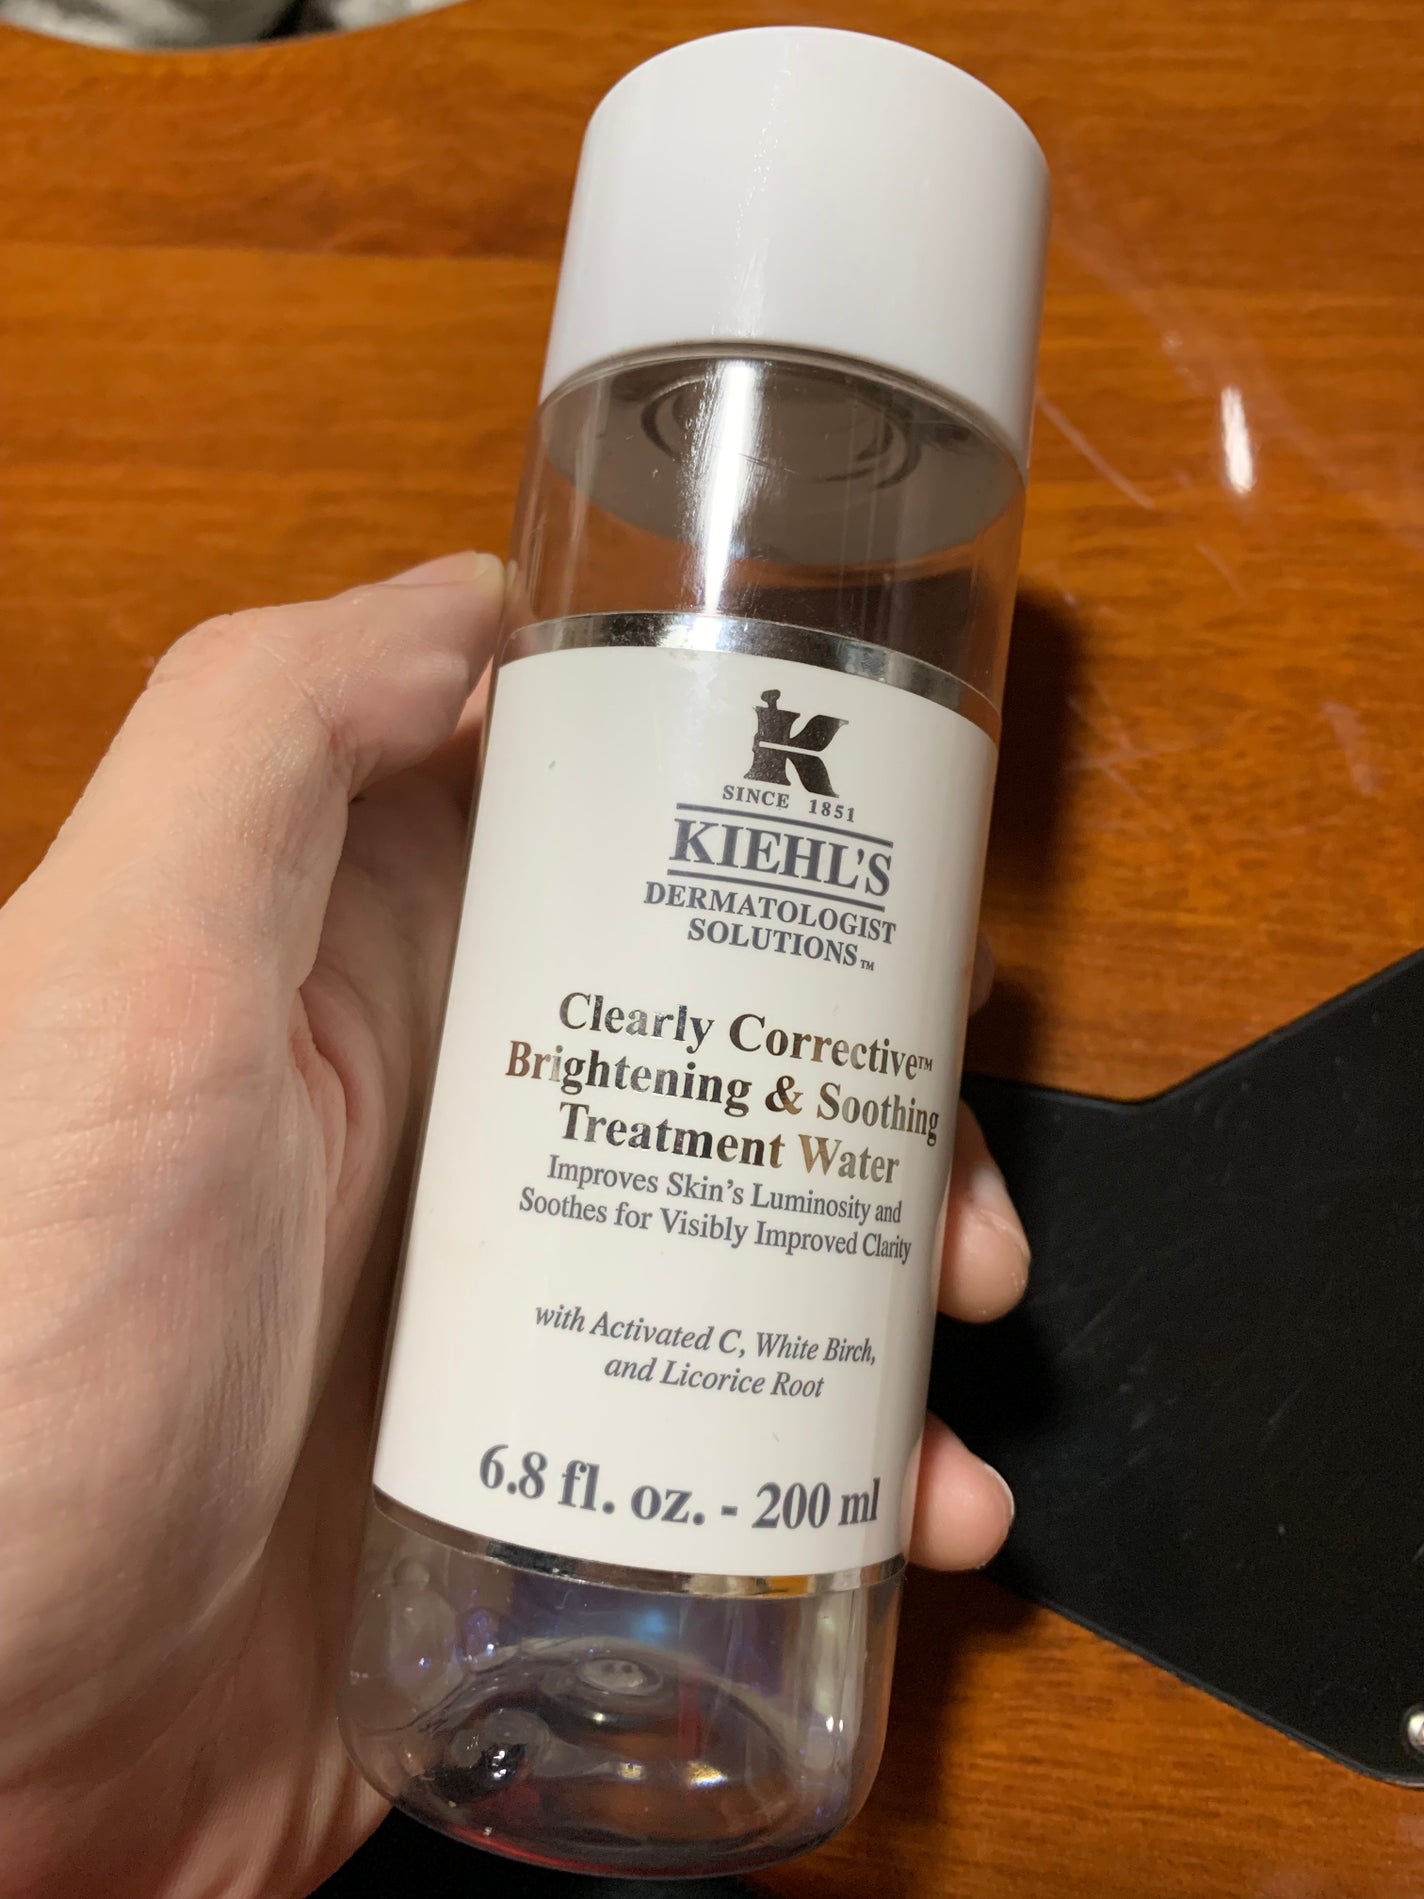 K
SINCE 1851
KIEHL'S
DERMATOLOGIST
SOLUTIONS™
Clearly Corrective™
Brightening & Soothing
Treatment Water
Improves Skin's Luminosity and
Soothes for Visibly Improved Clarity
with Activated C, White Birch,
and Licorice Root
6.8 fl. oz. - 200 ml